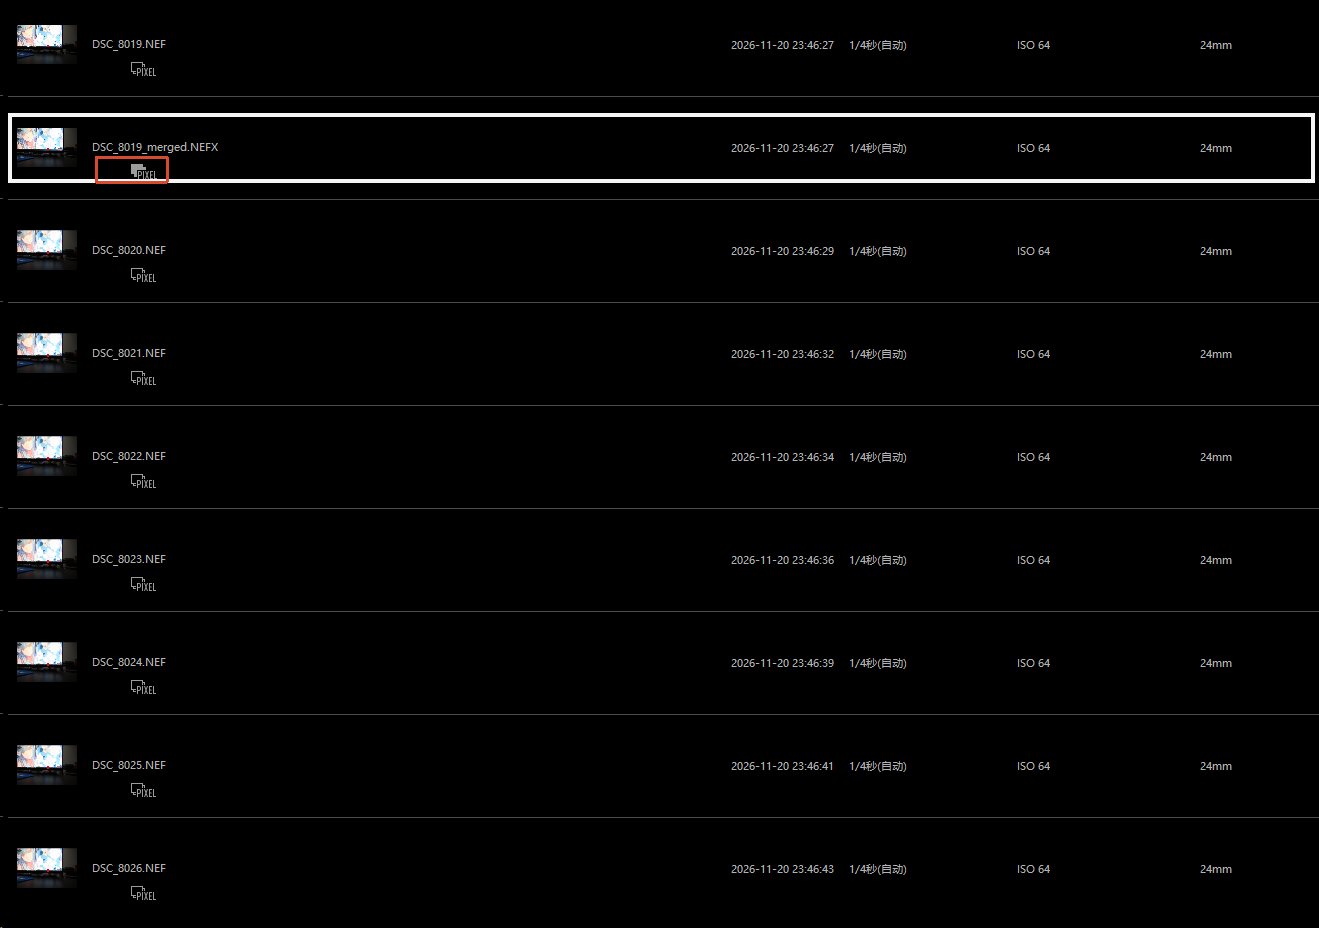 DSC_8019.NEF 2026-11-20 23:46:27 1/4秒(自动) ISO 64 24mm
PIXEL
DSC_8019_merged.NEFX 2026-11-20 23:46:27 1/4秒(自动) ISO 64 24mm
PIXEL
DSC_8020.NEF 2026-11-20 23:46:29 1/4秒(自动) ISO 64 24mm
PIXEL
DSC_8021.NEF 2026-11-20 23:46:32 1/4秒(自动) ISO 64 24mm
PIXEL
DSC_8022.NEF 2026-11-20 23:46:34 1/4秒(自动) ISO 64 24mm
PIXEL
DSC_8023.NEF 2026-11-20 23:46:36 1/4秒(自动) ISO 64 24mm
PIXEL
DSC_8024.NEF 2026-11-20 23:46:39 1/4秒(自动) ISO 64 24mm
PIXEL
DSC_8025.NEF 2026-11-20 23:46:41 1/4秒(自动) ISO 64 24mm
PIXEL
DSC_8026.NEF 2026-11-20 23:46:43 1/4秒(自动) ISO 64 24mm
PIXEL